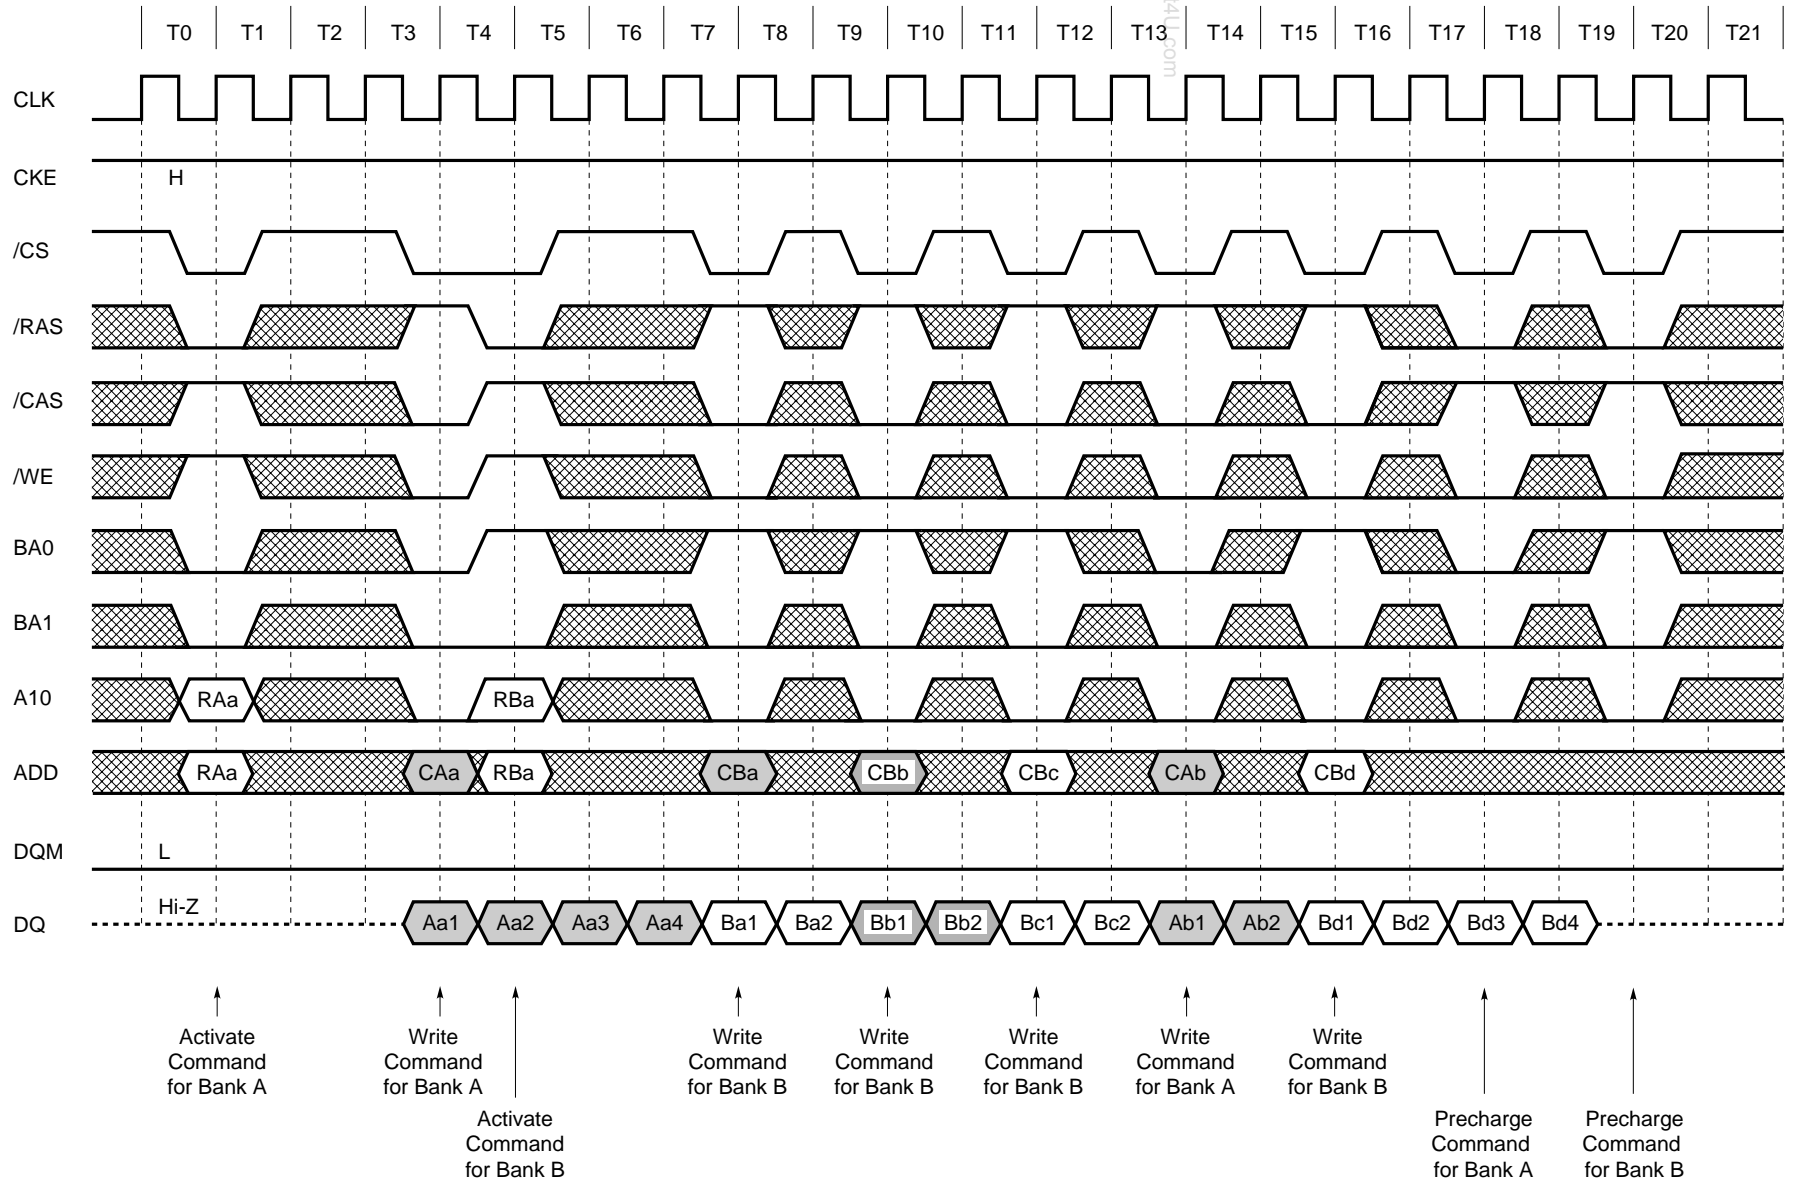 T0 T1 T2 T3 T4 T5 T6 T7 T8 T9 T10 T11 T12 T13 T14 T15 T16 T17 T18 T19 T20 T21
t4U.com
CLK
CKE H
/CS
/RAS
/CAS
/WE
BA0
BA1
A10 RAa RBa
ADD RAa CAa RBa CBa CBb CBc CAb CBd
DQM L
Hi-Z
DQ Aa1 Aa2 Aa3 Aa4 Ba1 Ba2 Bb1 Bb2 Bc1 Bc2 Ab1 Ab2 Bd1 Bd2 Bd3 Bd4
Activate
Command
for Bank A
Write
Command
for Bank A
Activate
Command
for Bank B
Write
Command
for Bank B
Write
Command
for Bank B
Write
Command
for Bank B
Write
Command
for Bank A
Write
Command
for Bank B
Precharge
Command
for Bank A
Precharge
Command
for Bank B